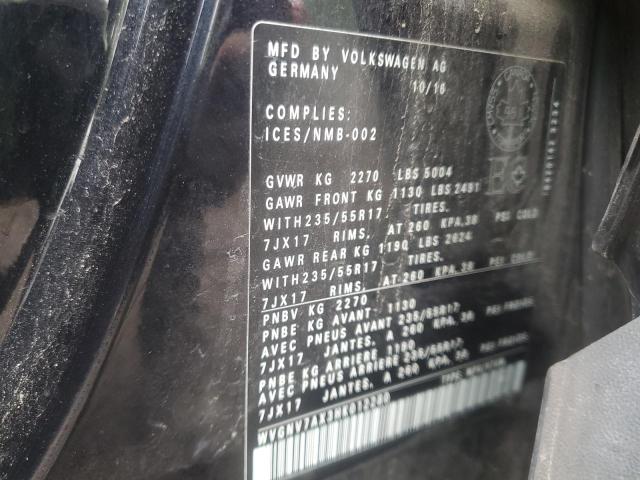 MFD BY VOLKSWAGEN AG
GERMANY 10/16
COMPLIES:
ICES/NMB-002
GVWR KG 2270 LBS 5004
GAWR FRONT KG 1130 LBS 2491
WITH235/55R17. TIRES.
7JX17 RIMS. AT 260 KPA.38 PSI COLD
GAWR REAR KG 1190 LBS 2624
WITH235/55R17. TIRES.
7JX17 RIMS. AT 260 KPA.38 PSI COLD
PNBV KG 2270
PNBE KG AVANT 1130
AVEC PNEUS AVANT 235/55R17
7JX17 JANTES. A 260 KPA.38
PNBE KG ARRIERE 1190
AVEC PNEUS ARRIERE 235/55R17
7JX17 JANTES. A 260 KPA.38